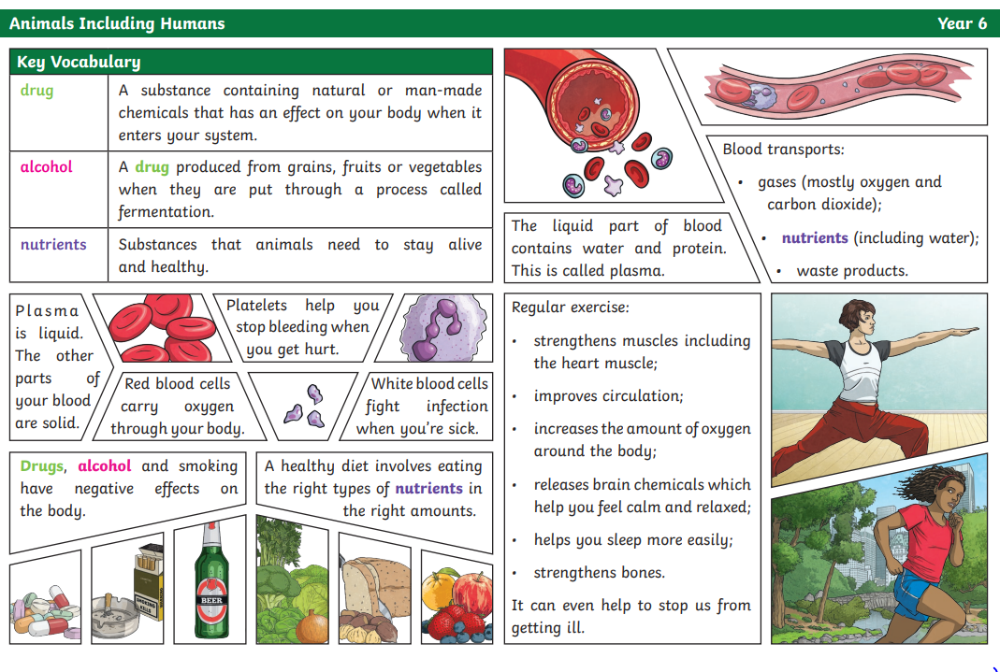 Animals Including Humans
Year 6
Key Vocabulary
drug
A substance containing natural or man-made
chemicals that has an effect on your body when it
enters your system.
alcohol
A drug produced from grains, fruits or vegetables
when they are put through a process called
fermentation.
nutrients
Substances that animals need to stay alive
and healthy.
The liquid part of blood
contains water and protein.
This is called plasma.
Blood transports:
• gases (mostly oxygen and
carbon dioxide);
• nutrients (including water);
• waste products.
Plasma
is liquid.
The other
parts of
your blood
are solid.
Red blood cells
carry oxygen
through your body.
Platelets help you
stop bleeding when
you get hurt.
White blood cells
fight infection
when you're sick.
Drugs, alcohol and smoking
have negative effects on
the body.
SMOKING
KILLS
BEER
A healthy diet involves eating
the right types of nutrients in
the right amounts.
Regular exercise:
• strengthens muscles including
the heart muscle;
• improves circulation;
• increases the amount of oxygen
around the body;
• releases brain chemicals which
help you feel calm and relaxed;
• helps you sleep more easily;
• strengthens bones.
It can even help to stop us from
getting ill.